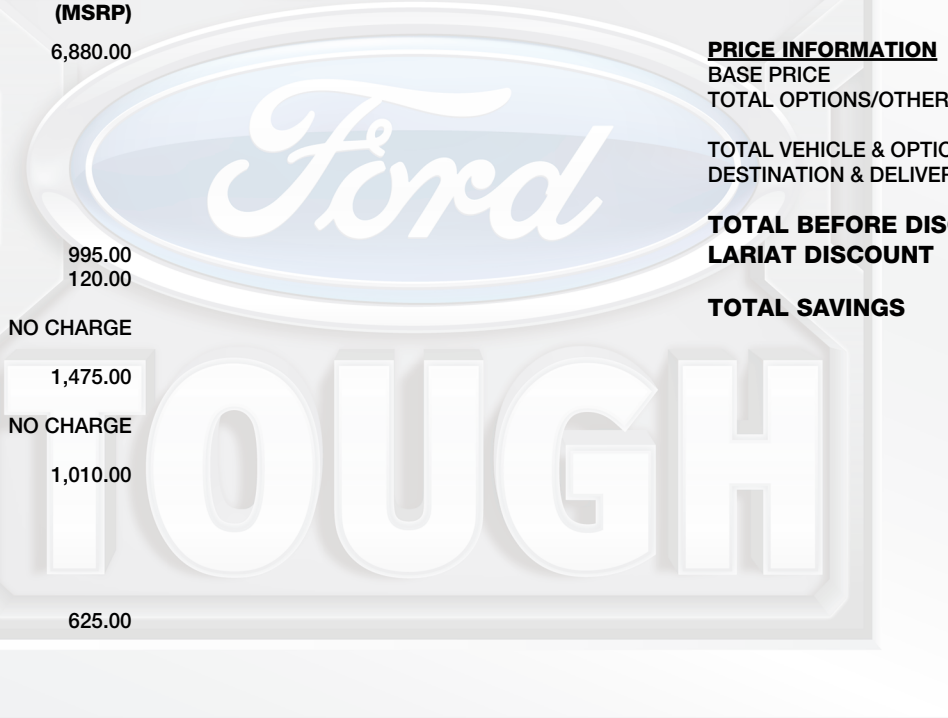 (MSRP)
6,880.00
995.00
120.00
NO CHARGE
1,475.00
NO CHARGE
1,010.00
625.00
Ford
TOUGH
PRICE INFORMATION
BASE PRICE
TOTAL OPTIONS/OTHER
TOTAL VEHICLE & OPTIO
DESTINATION & DELIVER
TOTAL BEFORE DISC
LARIAT DISCOUNT
TOTAL SAVINGS